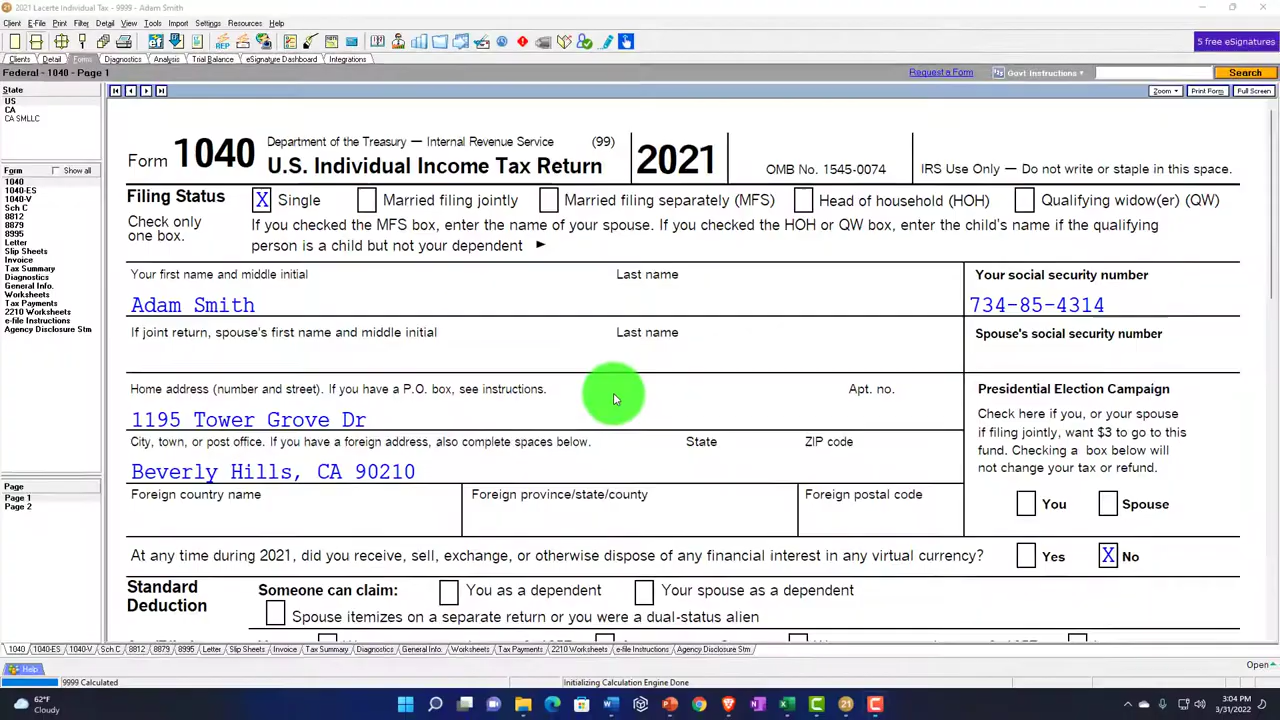 2021 Lacerte Individual Tax - 9999 - Adam Smith
Client E-File Print Filter Detail View Tools Import Settings Resources Help
REP
5 free eSignatures
Clients Detail Forms Diagnostics Analysis Trial Balance eSignature Dashboard Integrations
Federal - 1040 - Page 1
Request a Form Govt Instructions Search
State
US
CA
CA SMLLC
Zoom Print Form Full Screen
Form Show all
1040
1040-ES
1040-V
Sch C
8812
8879
8995
Letter
Slip Sheets
Invoice
Tax Summary
Diagnostics
General Info.
Worksheets
Tax Payments
2210 Worksheets
e-file Instructions
Agency Disclosure Stm
Page
Page 1
Page 2
Form 1040 Department of the Treasury — Internal Revenue Service (99)
U.S. Individual Income Tax Return 2021 OMB No. 1545-0074 IRS Use Only — Do not write or staple in this space.
Filing Status X Single Married filing jointly Married filing separately (MFS) Head of household (HOH) Qualifying widow(er) (QW)
Check only
one box.
If you checked the MFS box, enter the name of your spouse. If you checked the HOH or QW box, enter the child's name if the qualifying
person is a child but not your dependent ►
Your first name and middle initial Last name Your social security number
Adam Smith 734-85-4314
If joint return, spouse's first name and middle initial Last name Spouse's social security number
Home address (number and street). If you have a P.O. box, see instructions. Apt. no.
1195 Tower Grove Dr
City, town, or post office. If you have a foreign address, also complete spaces below. State ZIP code
Beverly Hills, CA 90210
Foreign country name Foreign province/state/county Foreign postal code
Presidential Election Campaign
Check here if you, or your spouse
if filing jointly, want $3 to go to this
fund. Checking a box below will
not change your tax or refund.
You Spouse
At any time during 2021, did you receive, sell, exchange, or otherwise dispose of any financial interest in any virtual currency? Yes X No
Standard
Deduction
Someone can claim: You as a dependent Your spouse as a dependent
Spouse itemizes on a separate return or you were a dual-status alien
1040 1040-ES 1040-V Sch C 8812 8879 8995 Letter Slip Sheets Invoice Tax Summary Diagnostics General Info. Worksheets Tax Payments 2210 Worksheets e-file Instructions Agency Disclosure Stm.
Help Open
9999 Calculated Initializing Calculation Engine Done
62°F
Cloudy
3:04 PM
3/31/2022